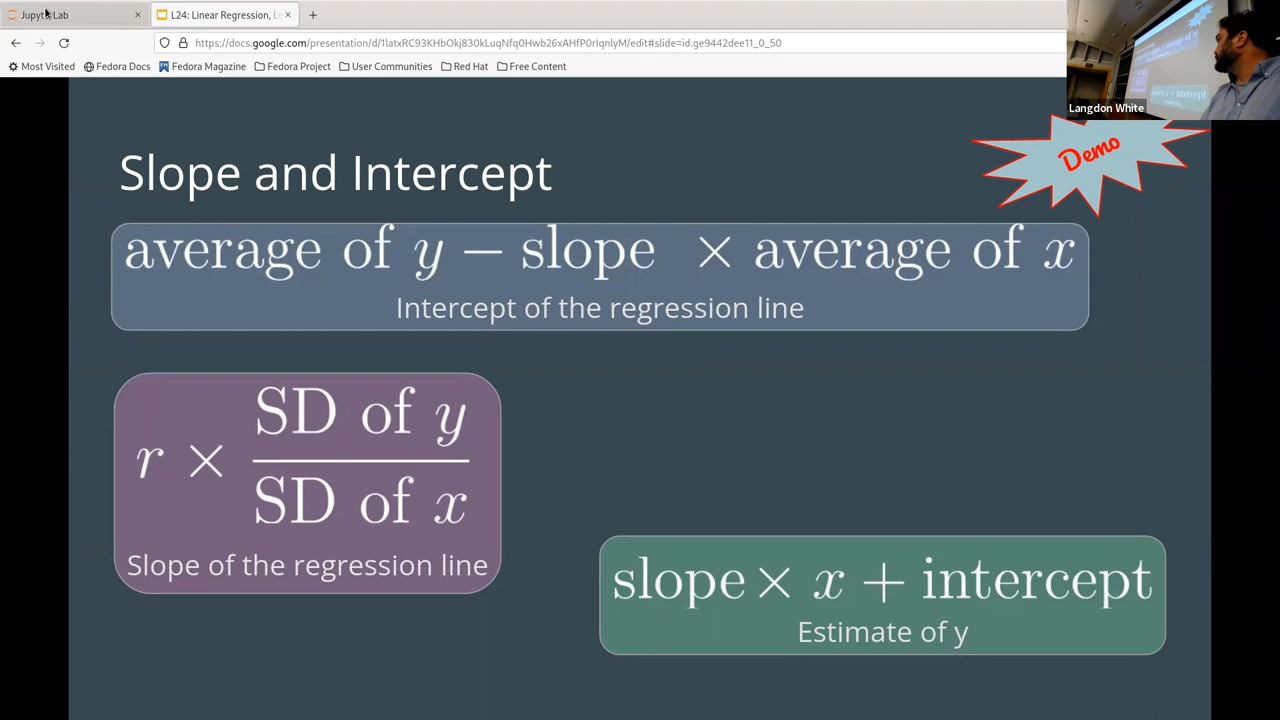 JupyterLab
L24: Linear Regression, Le
https://docs.google.com/presentation/d/1latxRC93KHbOkj830kLuqNfq0Hwb26xAHfP0rIqnlyM/edit#slide=id.ge9442dee11_0_50
Most Visited Fedora Docs Fedora Magazine Fedora Project User Communities Red Hat Free Content
Langdon White
Demo
Slope and Intercept
average of y − slope × average of x
Intercept of the regression line
r × SD of y
SD of x
Slope of the regression line
slope × x + intercept
Estimate of y